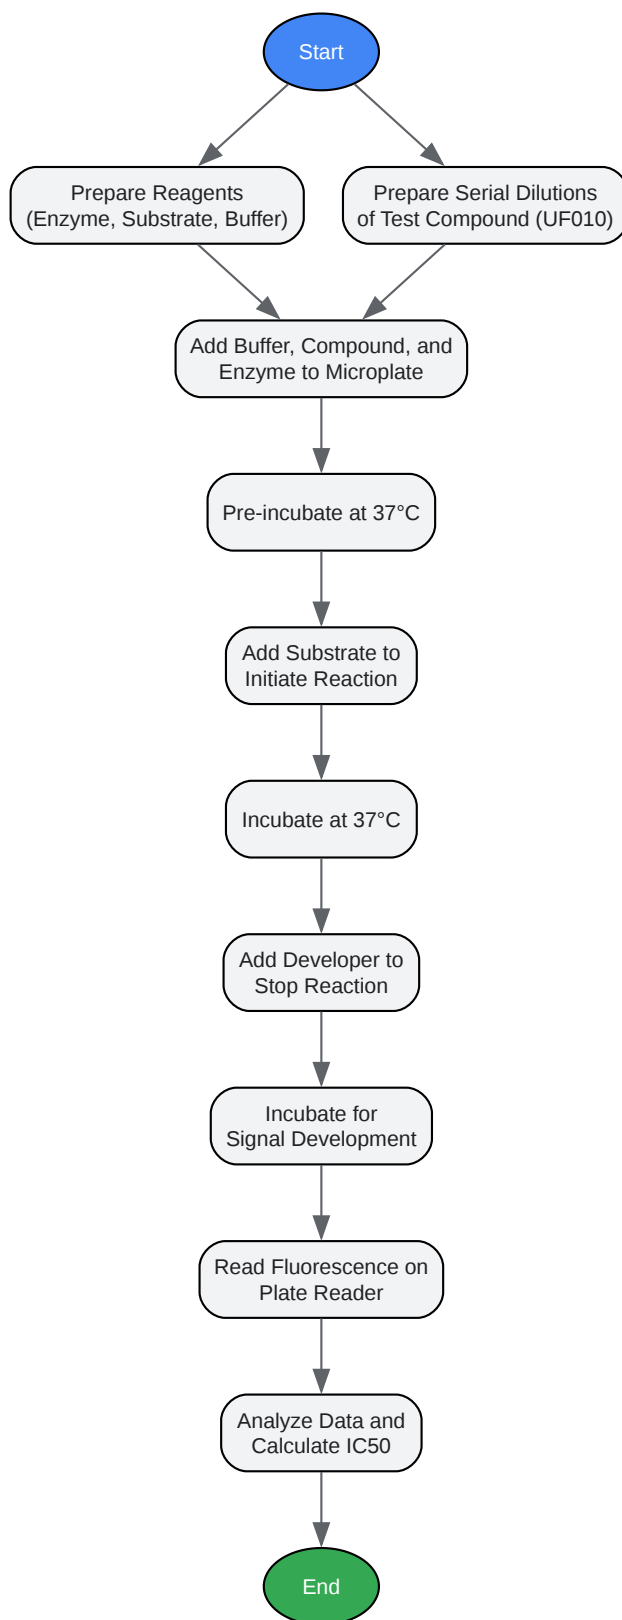 Start
Prepare Reagents
(Enzyme, Substrate, Buffer)
Prepare Serial Dilutions
of Test Compound (UF010)
Add Buffer, Compound, and
Enzyme to Microplate
Pre-incubate at 37°C
Add Substrate to
Initiate Reaction
Incubate at 37°C
Add Developer to
Stop Reaction
Incubate for
Signal Development
Read Fluorescence on
Plate Reader
Analyze Data and
Calculate IC50
End